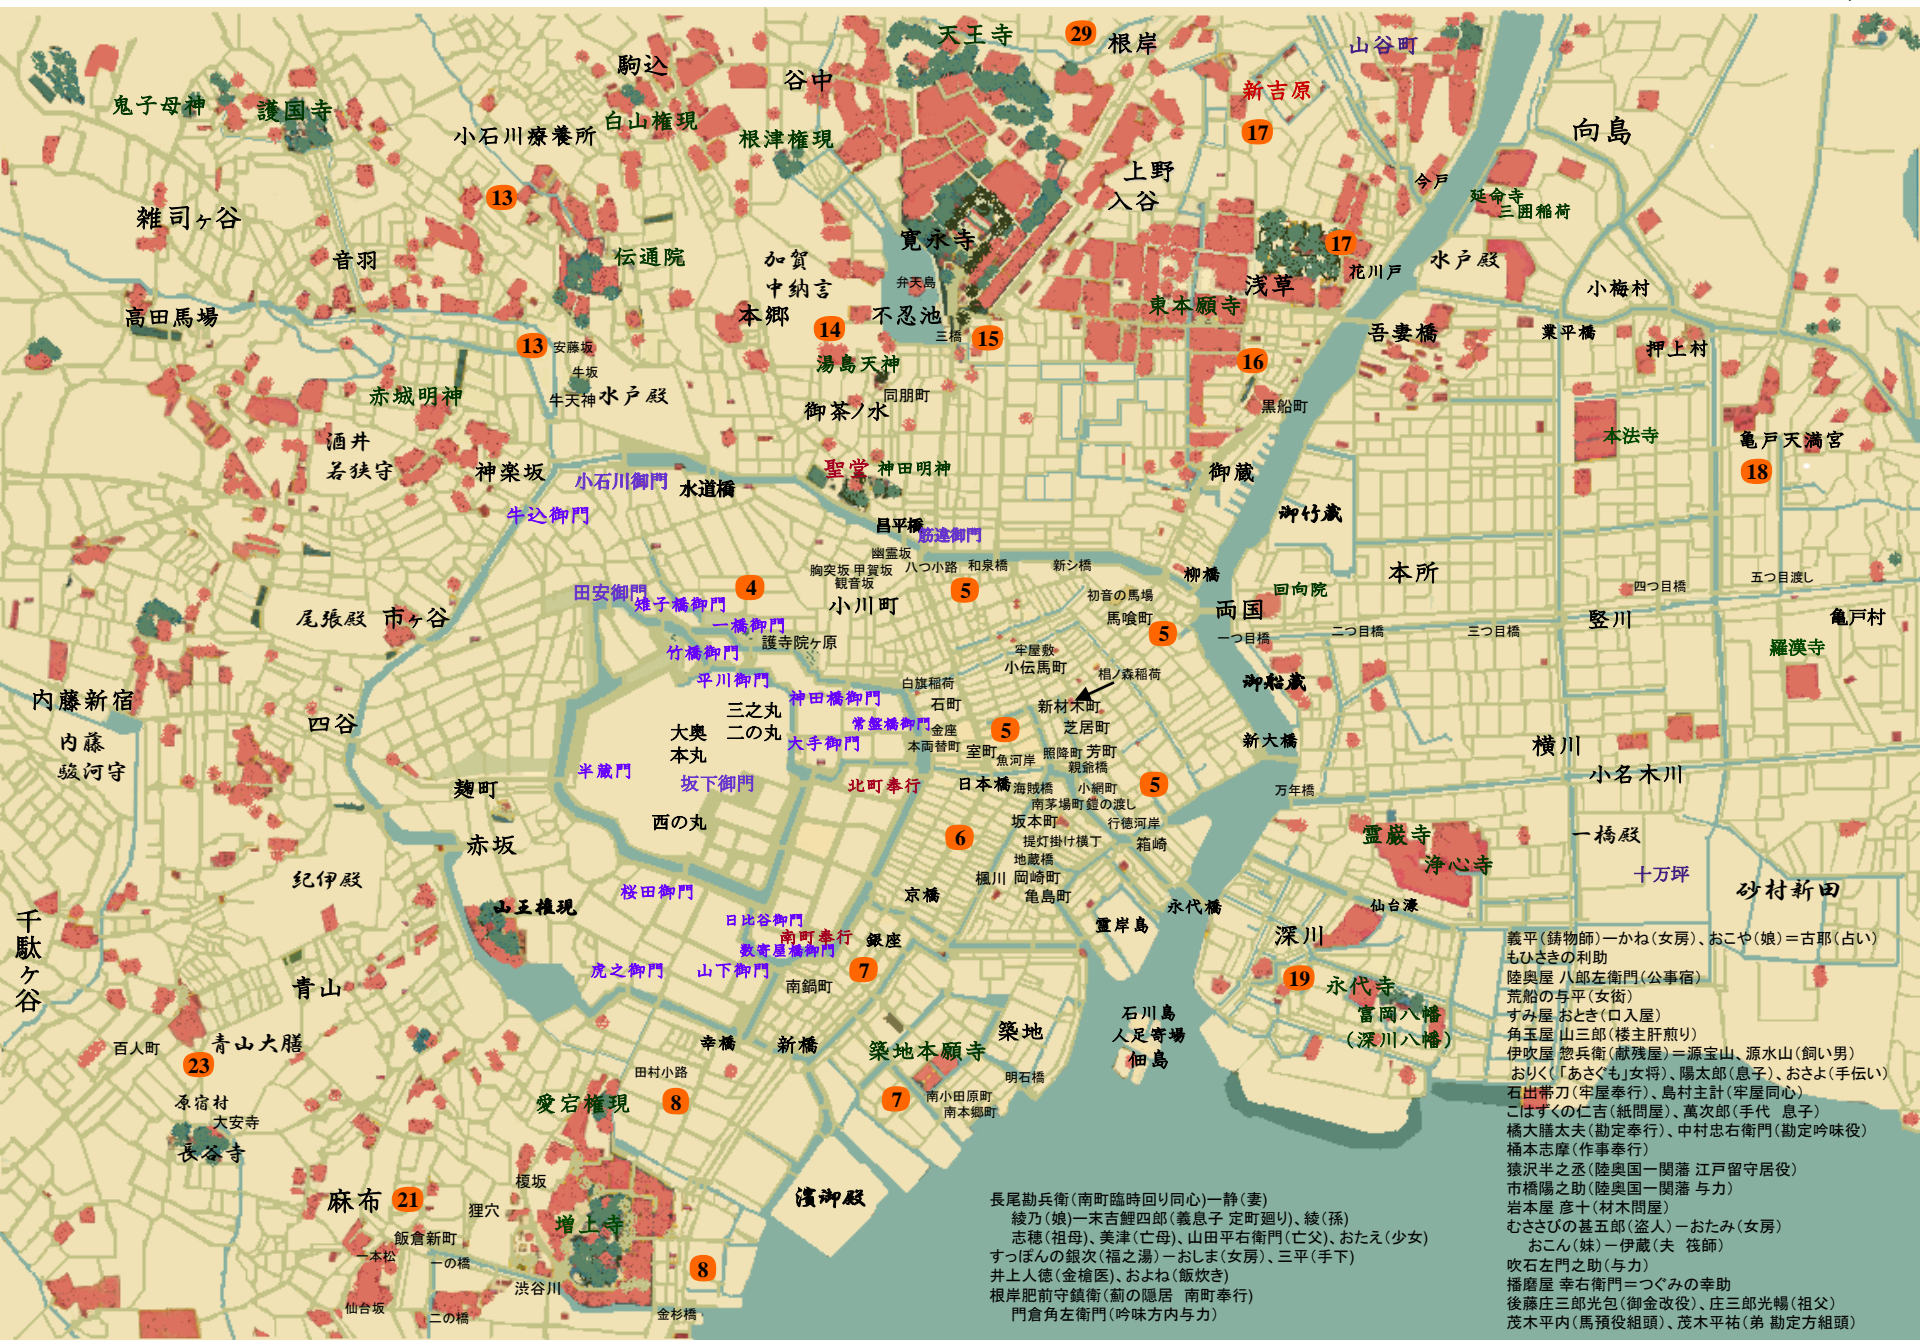 天王寺
29
根岸
山谷町
駒込
谷中
新吉原
鬼子母神
護国寺
小石川療養所
白山権現
根津権現
17
向島
上野
入谷
今戸
13
延命寺
三囲稲荷
雑司ヶ谷
音羽
伝通院
加賀
中納言
寛永寺
弁天島
17
花川戸
水戸殿
浅草
東本願寺
小梅村
高田馬場
本郷
14
不忍池
三橋
15
吾妻橋
業平橋
押上村
13
安藤坂
牛坂
牛天神
水戸殿
湯島天神
同朋町
16
黒船町
赤城明神
御茶ノ水
酒井
若狭守
神楽坂
小石川御門
水道橋
聖堂
神田明神
御蔵
本法寺
亀戸天満宮
18
牛込御門
昌平橋
筋違御門
御竹蔵
幽霊坂
胸突坂
甲賀坂
観音坂
八つ小路
和泉橋
新シ橋
柳橋
本所
回向院
四つ目橋
五つ目渡し
田安御門
雉子橋御門
4
小川町
5
初音の馬場
馬喰町
両国
竪川
亀戸村
尾張殿
市ヶ谷
一橋御門
護寺院ヶ原
5
一つ目橋
二つ目橋
三つ目橋
竹橋御門
牢屋敷
小伝馬町
羅漢寺
平川御門
神田橋御門
白旗稲荷
椙ノ森稲荷
御船蔵
内藤新宿
四谷
三之丸
二の丸
大奥
本丸
石町
新材木町
常盤橋御門
金座
芝居町
大手御門
本両替町
5
室町
魚河岸
照降町
芳町
親爺橋
新大橋
横川
内藤
駿河守
半蔵門
坂下御門
北町奉行
日本橋
海賊橋
小網町
5
万年橋
小名木川
麹町
南茅場町
鎧の渡し
西の丸
坂本町
行徳河岸
6
提灯掛け横丁
箱崎
赤坂
地蔵橋
霊巌寺
浄心寺
一橋殿
紀伊殿
楓川
岡崎町
十万坪
砂村新田
桜田御門
京橋
亀島町
山王権現
永代橋
仙台濠
千駄ヶ谷
日比谷御門
霊岸島
深川
南町奉行
銀座
数寄屋橋御門
虎之御門
山下御門
7
19
永代寺
青山
南鍋町
富岡八幡
(深川八幡)
石川島
人足寄場
佃島
築地
百人町
青山大膳
23
幸橋
新橋
築地本願寺
田村小路
明石橋
原宿村
大安寺
愛宕権現
8
7
南小田原町
南本郷町
長谷寺
榎坂
麻布
21
狸穴
濱御殿
増上寺
飯倉新町
一本松
一の橋
渋谷川
8
仙台坂
二の橋
金杉橋
長尾勘兵衛(南町臨時回り同心)ー静(妻)
綾乃(娘)ー末吉鯉四郎(義息子 定町廻り)、綾(孫)
志穂(祖母)、美津(亡母)、山田平右衛門(亡父)、おたえ(少女)
すっぽんの銀次(福之湯)ーおしま(女房)、三平(手下)
井上人徳(金槍医)、およね(飯炊き)
根岸肥前守鎮衛(薊の隠居 南町奉行)
門倉角左衛門(吟味方内与力)
義平(鋳物師)ーかね(女房)、おこや(娘)＝古耶(占い)
もひさきの利助
陸奥屋 八郎左衛門(公事宿)
荒船の与平(女衒)
すみ屋 おとき(口入屋)
角玉屋 山三郎(楼主肝煎り)
伊吹屋 惣兵衛(献残屋)＝源宝山、源水山(飼い男)
おりく(「あさぐも」女将)、陽太郎(息子)、おさよ(手伝い)
石出帯刀(牢屋奉行)、島村主計(牢屋同心)
こはずくの仁吉(紙問屋)、萬次郎(手代 息子)
橘大膳太夫(勘定奉行)、中村忠右衛門(勘定吟味役)
桶本志摩(作事奉行)
猿沢半之丞(陸奥国一関藩 江戸留守居役)
市橋陽之助(陸奥国一関藩 与力)
岩本屋 彦十(材木問屋)
むささびの甚五郎(盗人)ーおたみ(女房)
おこん(妹)ー伊蔵(夫 筏師)
吹石左門之助(与力)
播磨屋 幸右衛門＝つぐみの幸助
後藤庄三郎光包(御金改役)、庄三郎光暢(祖父)
茂木平内(馬預役組頭)、茂木平祐(弟 勘定方組頭)